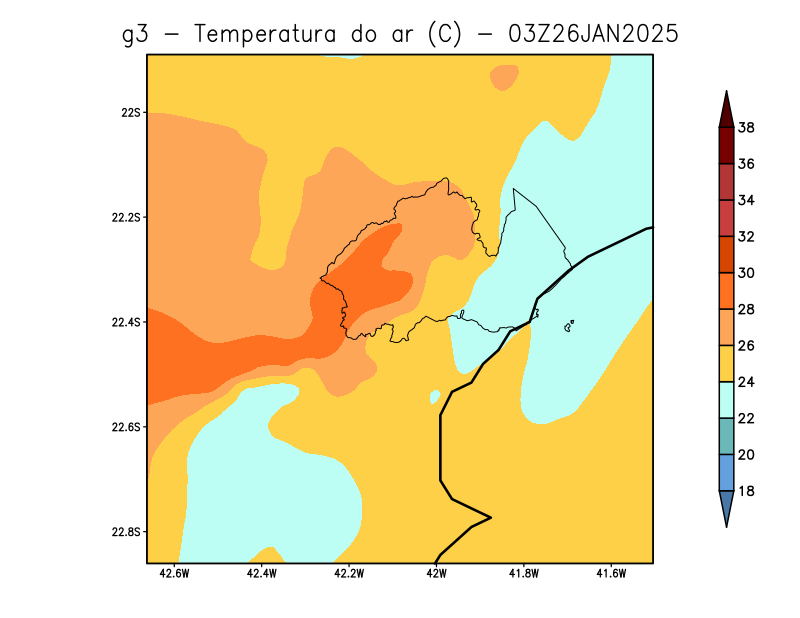 g3 − Temperatura do ar (C) − 03Z26JAN2025
22S
22.2S
22.4S
22.6S
22.8S
42.6W
42.4W
42.2W
42W
41.8W
41.6W
38
36
34
32
30
28
26
24
22
20
18